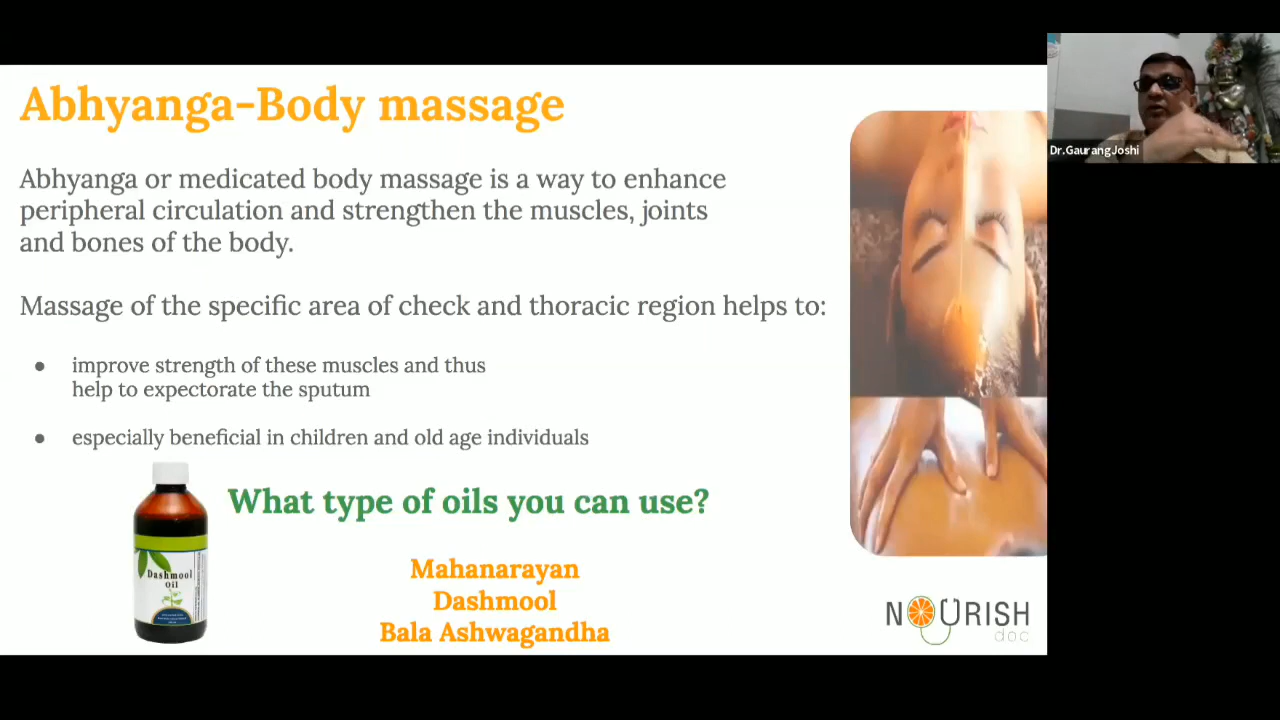 Abhyanga-Body massage
Abhyanga or medicated body massage is a way to enhance
peripheral circulation and strengthen the muscles, joints
and bones of the body.
Massage of the specific area of check and thoracic region helps to:
• improve strength of these muscles and thus
help to expectorate the sputum
• especially beneficial in children and old age individuals
What type of oils you can use?
Mahanarayan
Dashmool
Bala Ashwagandha
Dashmool
Oil
NOURISH
doc
Dr.GaurangJoshi